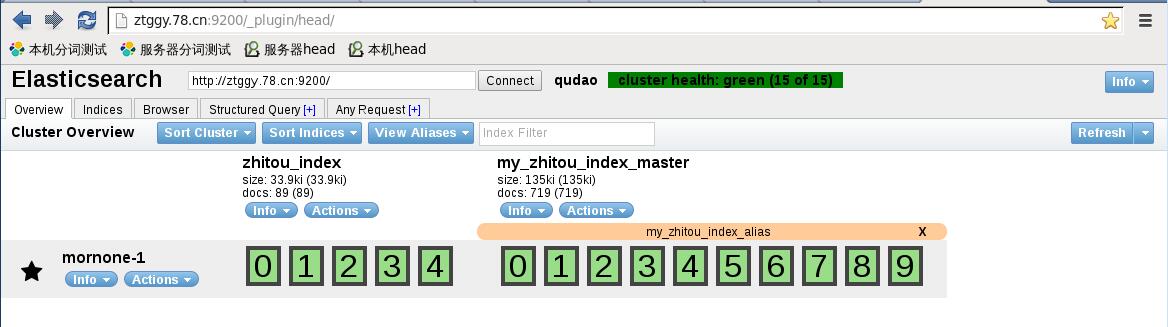 ztggy.78.cn:9200/_plugin/head/
本机分词测试 服务器分词测试 服务器head 本机head
Elasticsearch http://ztggy.78.cn:9200/ Connect qudao cluster health: green (15 of 15) Info
Overview Indices Browser Structured Query [+] Any Request [+]
Cluster Overview Sort Cluster Sort Indices View Aliases Index Filter Refresh
zhitou_index my_zhitou_index_master
size: 33.9ki (33.9ki) size: 135ki (135ki)
docs: 89 (89) docs: 719 (719)
Info Actions Info Actions
my_zhitou_index_alias X
mornone-1 0 1 2 3 4 0 1 2 3 4 5 6 7 8 9
Info Actions